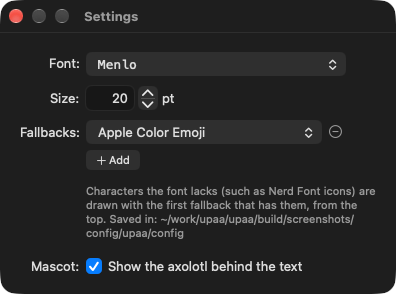 Settings
Font: Menlo
Size: 20 pt
Fallbacks: Apple Color Emoji
+ Add
Characters the font lacks (such as Nerd Font icons) are
drawn with the first fallback that has them, from
the top. Saved in: ~/work/upaa/upaa/build/screenshots/
config/upaa/config
Mascot: Show the axolotl behind the text